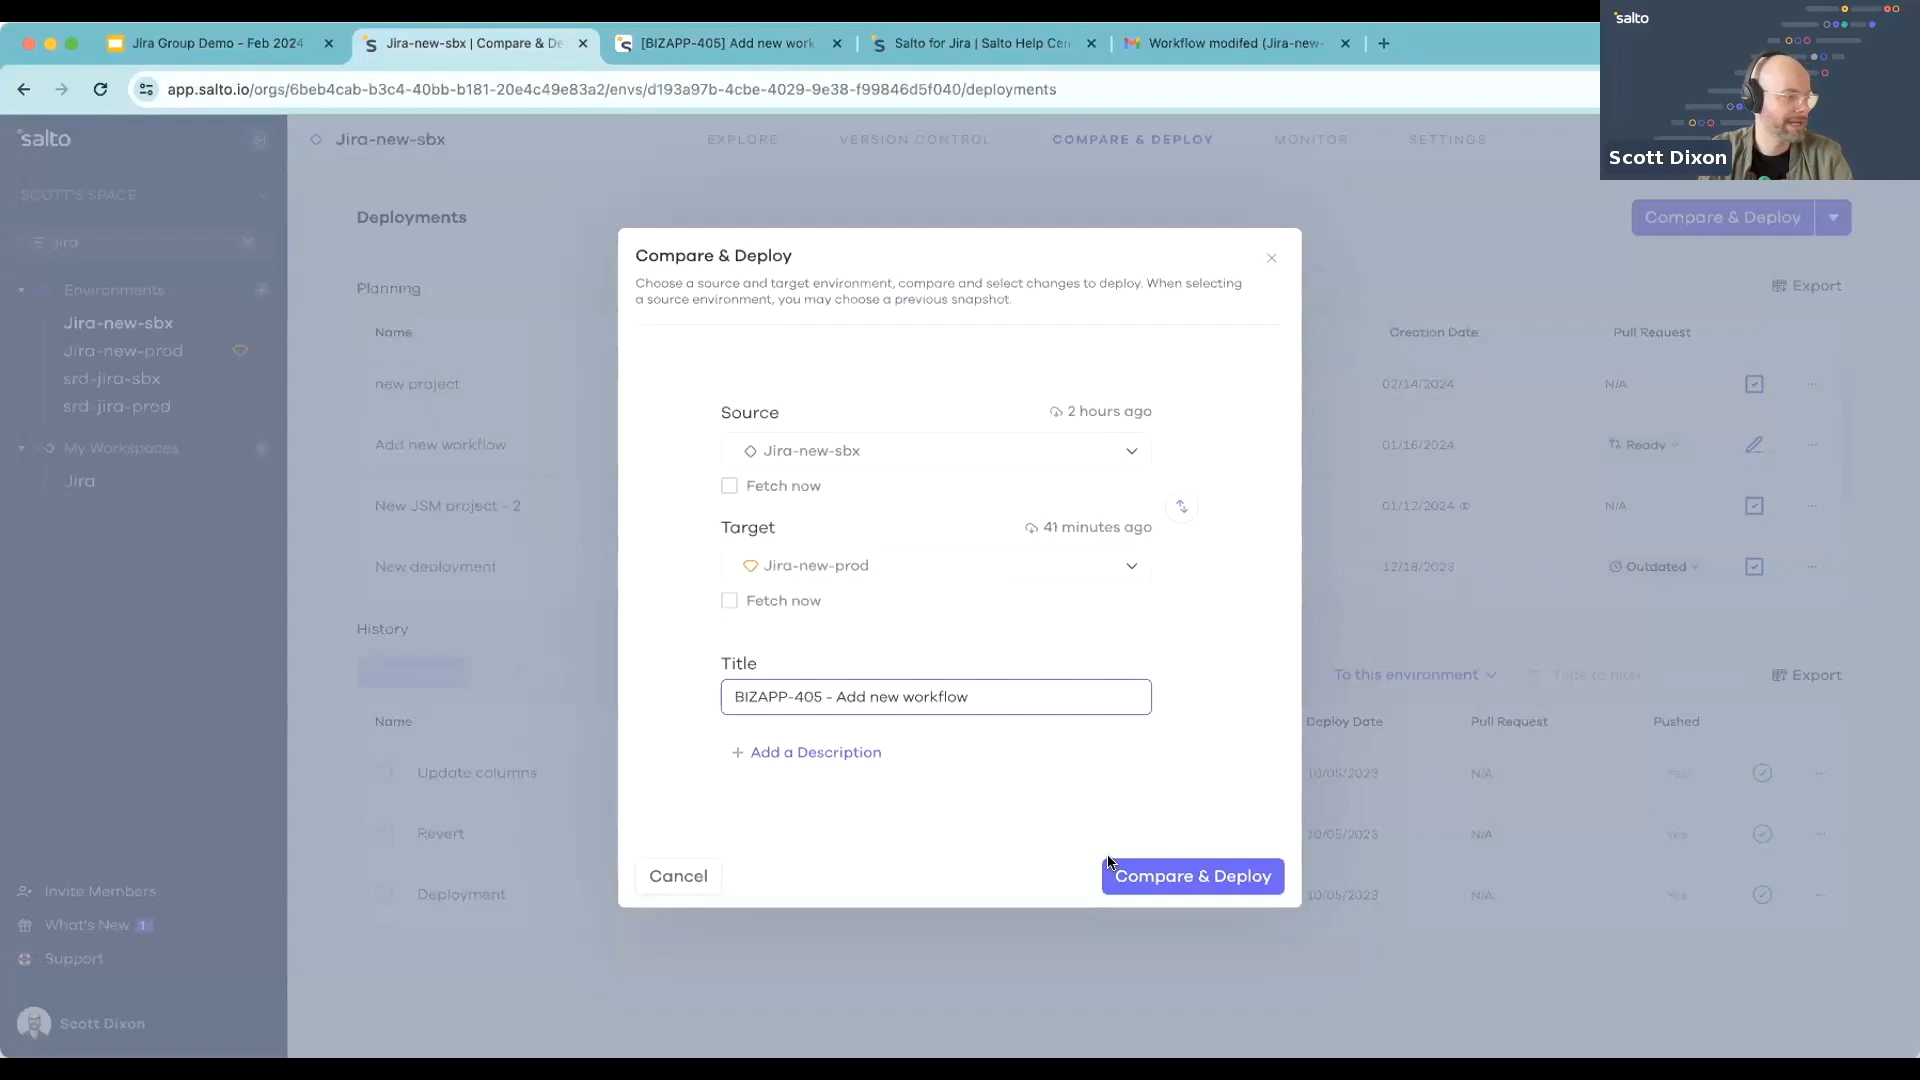 Jira Group Demo - Feb 2024
Jira-new-sbx | Compare & De
[BIZAPP-405] Add new work
Salto for Jira | Salto Help Cen
Workflow modifed (Jira-new-
app.salto.io/orgs/6beb4cab-b3c4-40bb-b181-20e4c49e83a2/envs/d193a97b-4cbe-4029-9e38-f99846d5f040/deployments
salto
Scott Dixon
salto
Jira-new-sbx
EXPLORE
VERSION CONTROL
COMPARE & DEPLOY
MONITOR
SETTINGS
SCOTT'S SPACE
jira
Environments
Jira-new-sbx
Jira-new-prod
srd-jira-sbx
srd-jira-prod
My Workspaces
Jira
Invite Members
What's New 1
Support
Scott Dixon
Deployments
Compare & Deploy
Planning
Export
Name
Creation Date
Pull Request
new project
02/14/2024
N/A
Add new workflow
01/16/2024
Ready
New JSM project - 2
01/12/2024
N/A
New deployment
12/18/2023
Outdated
History
To this environment
Type to filter
Export
Name
Deploy Date
Pull Request
Pushed
Update columns
10/05/2023
N/A
Yes
Revert
10/05/2023
N/A
Yes
Deployment
10/05/2023
N/A
Yes
Compare & Deploy
Choose a source and target environment, compare and select changes to deploy. When selecting
a source environment, you may choose a previous snapshot.
Source
2 hours ago
Jira-new-sbx
Fetch now
Target
41 minutes ago
Jira-new-prod
Fetch now
Title
BIZAPP-405 - Add new workflow
+ Add a Description
Cancel
Compare & Deploy